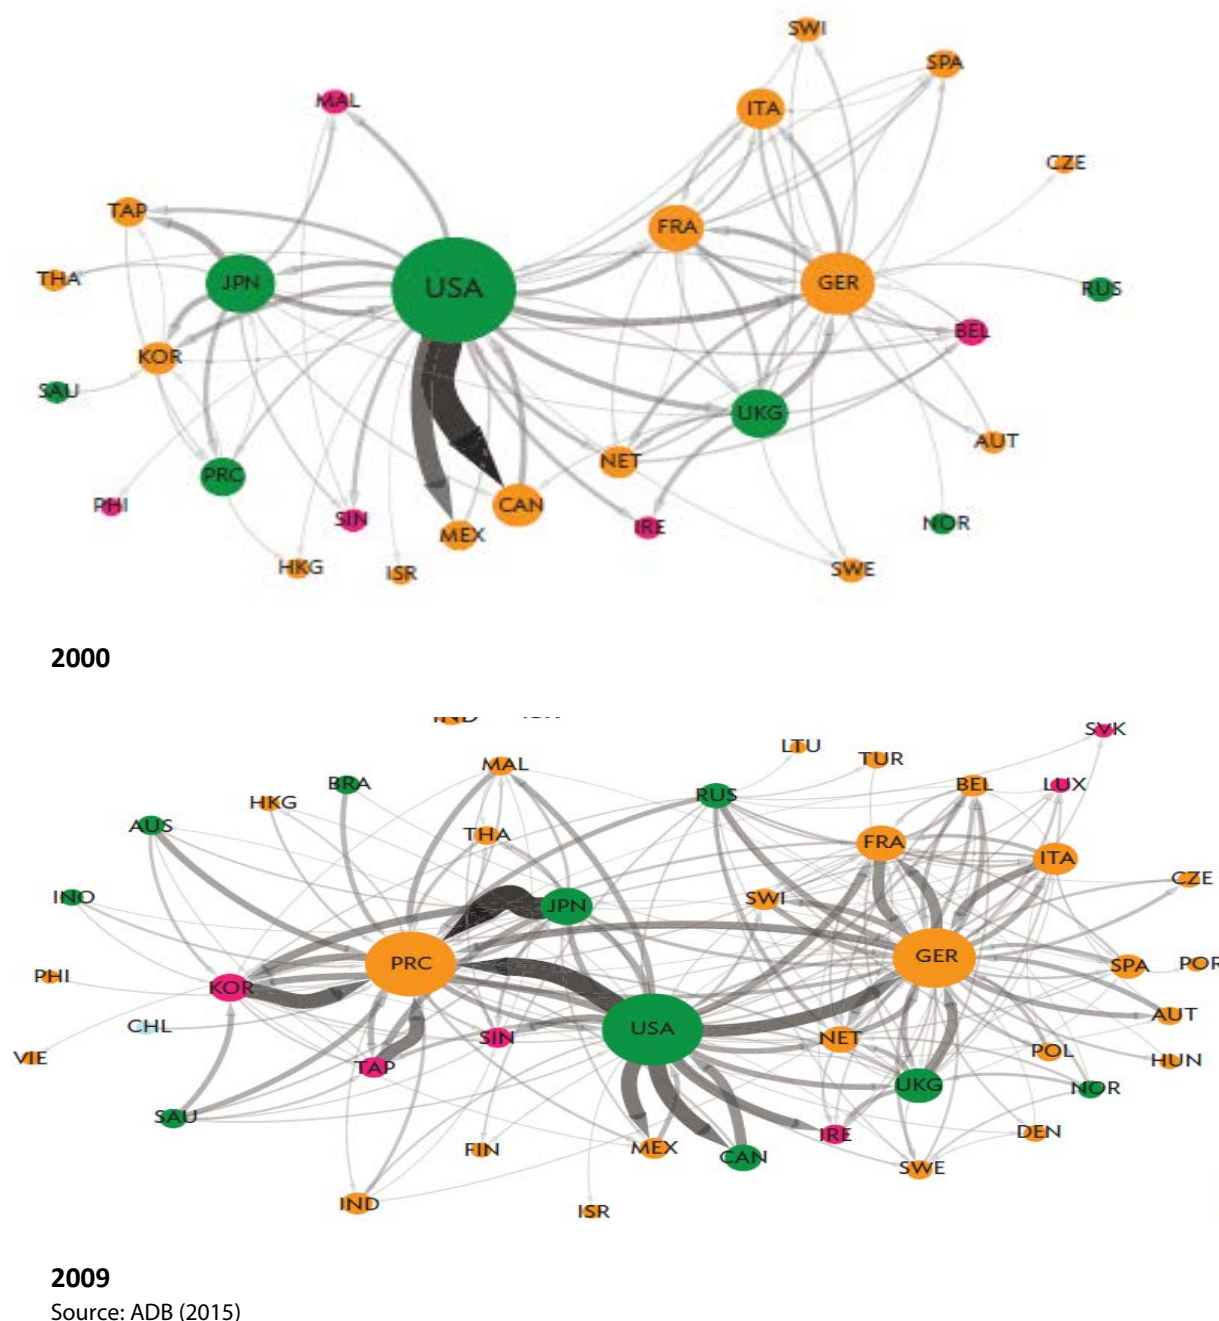 SWI
SPA
MAL
ITA
CZE
TAP
FRA
THA
JPN
USA
GER
RUS
BEL
KOR
SAU
UKG
AUT
NET
PRC
PHI
SIN
CAN
MEX
IRE
NOR
HKG
ISR
SWE
2000
IND
SVK
LTU
TUR
MAL
BRA
BEL
LUX
HKG
RUS
AUS
THA
FRA
ITA
CZE
INO
JPN
SWI
PRC
GER
SPA
POR
PHI
KOR
CHL
USA
AUT
SIN
NET
POL
VIE
TAP
HUN
UKG
NOR
SAU
IRE
DEN
FIN
MEX
CAN
SWE
IND
ISR
2009
Source: ADB (2015)